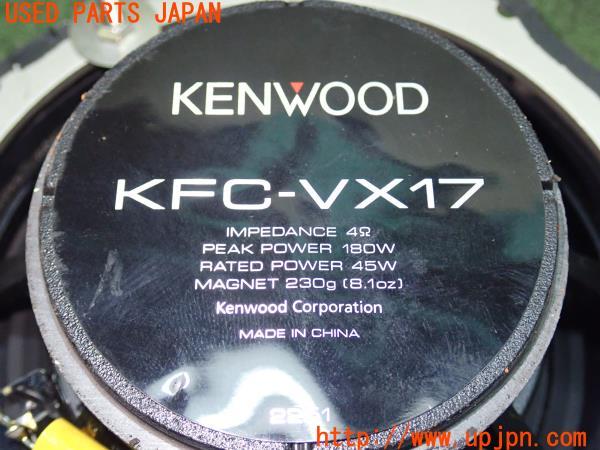 USED PARTS JAPAN
KENWOOD
KFC-VX17
IMPEDANCE 4Ω
PEAK POWER 180W
RATED POWER 45W
MAGNET 230g (8.1oz)
Kenwood Corporation
MADE IN CHINA
http://www.upjpn.com